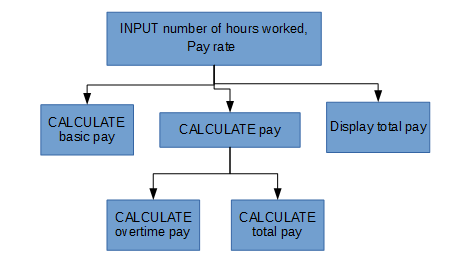 INPUT number of hours worked,
Pay rate
CALCULATE
basic pay
CALCULATE pay
Display total pay
CALCULATE
overtime pay
CALCULATE
total pay